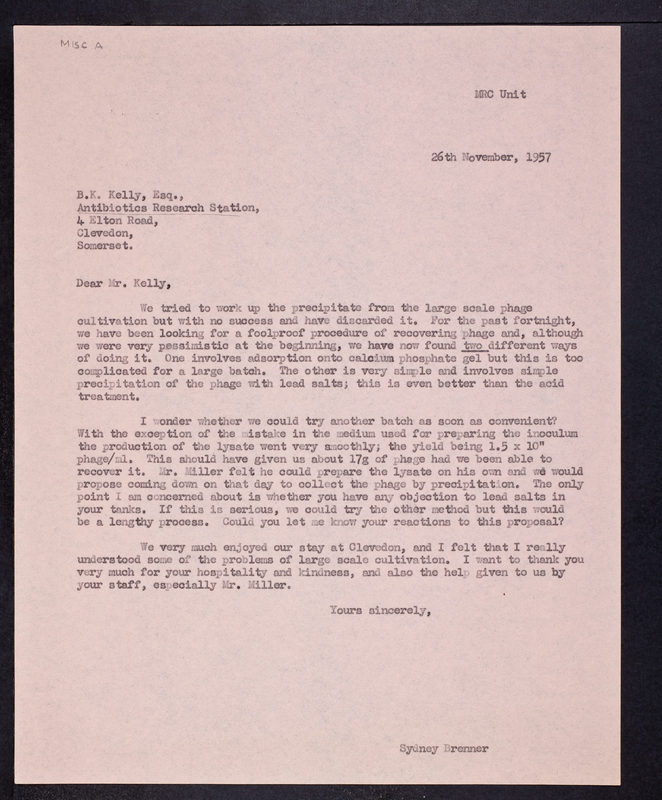 MISC A
MRC Unit
26th November, 1957
B.K. Kelly, Esq.,
Antibiotics Research Station,
4 Elton Road,
Clevedon,
Somerset.
Dear Mr. Kelly,
We tried to work up the precipitate from the large scale phage
cultivation but with no success and have discarded it. For the past fortnight,
we have been looking for a foolproof procedure of recovering phage and, although
we were very pessimistic at the beginning, we have now found two different ways
of doing it. One involves adsorption onto calcium phosphate gel but this is too
complicated for a large batch. The other is very simple and involves simple
precipitation of the phage with lead salts; this is even better than the acid
treatment.
I wonder whether we could try another batch as soon as convenient?
With the exception of the mistake in the medium used for preparing the inoculum
the production of the lysate went very smoothly; the yield being 1.5 x 10"
phage/ml. This should have given us about 17g of phage had we been able to
recover it. Mr. Miller felt he could prepare the lysate on his own and we would
propose coming down on that day to collect the phage by precipitation. The only
point I am concerned about is whether you have any objection to lead salts in
your tanks. If this is serious, we could try the other method but this would
be a lengthy process. Could you let me know your reactions to this proposal?
We very much enjoyed our stay at Clevedon, and I felt that I really
understood some of the problems of large scale cultivation. I want to thank you
very much for your hospitality and kindness, and also the help given to us by
your staff, especially Mr. Miller.
Yours sincerely,
Sydney Brenner